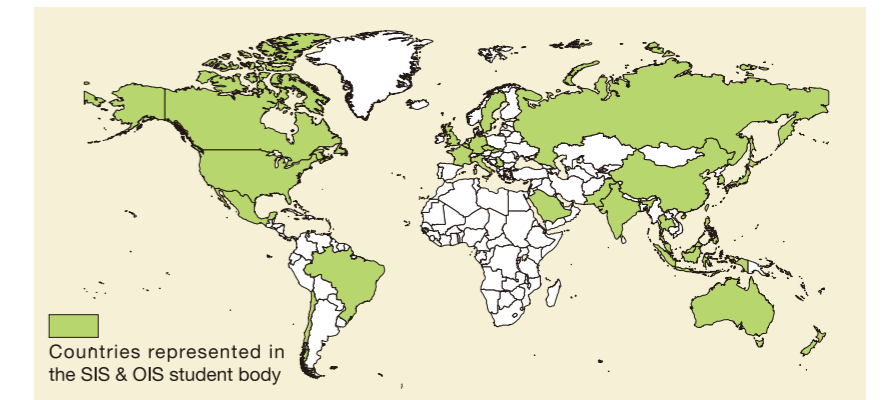 Countries represented in
the SIS & OIS student body